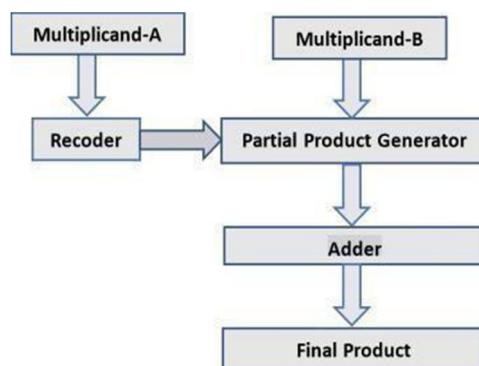 Multiplicand-A
Multiplicand-B
Recoder
Partial Product Generator
Adder
Final Product